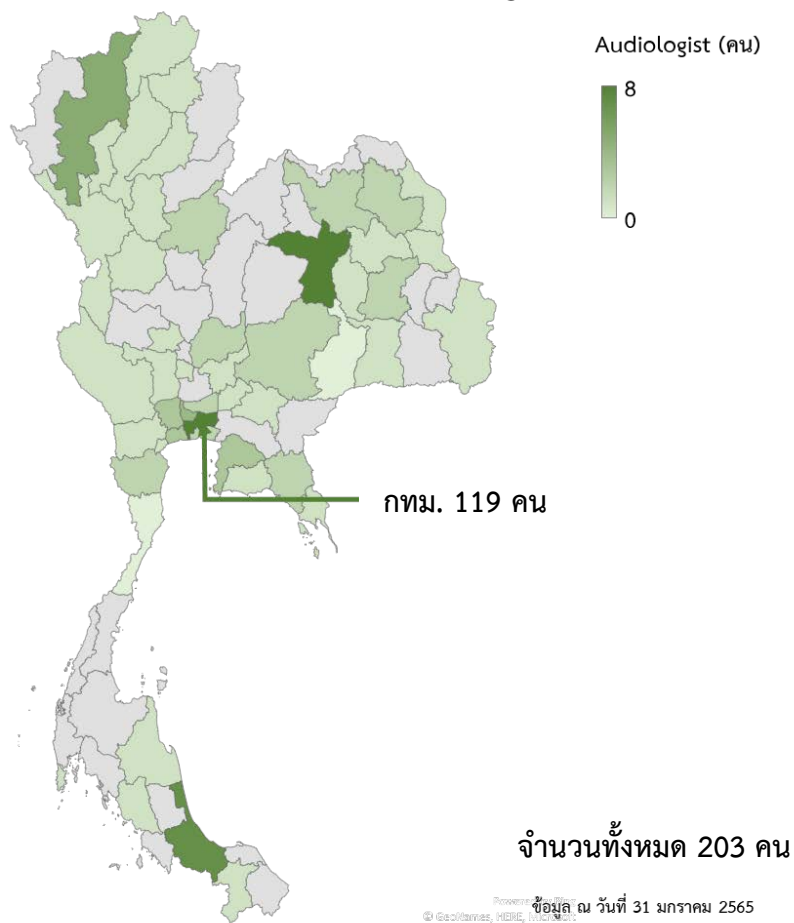 Audiologist (คน)
8
0
กทม. 119 คน
จำนวนทั้งหมด 203 คน
ข้อมูล ณ วันที่ 31 มกราคม 2565
© GeoNames, HERE,